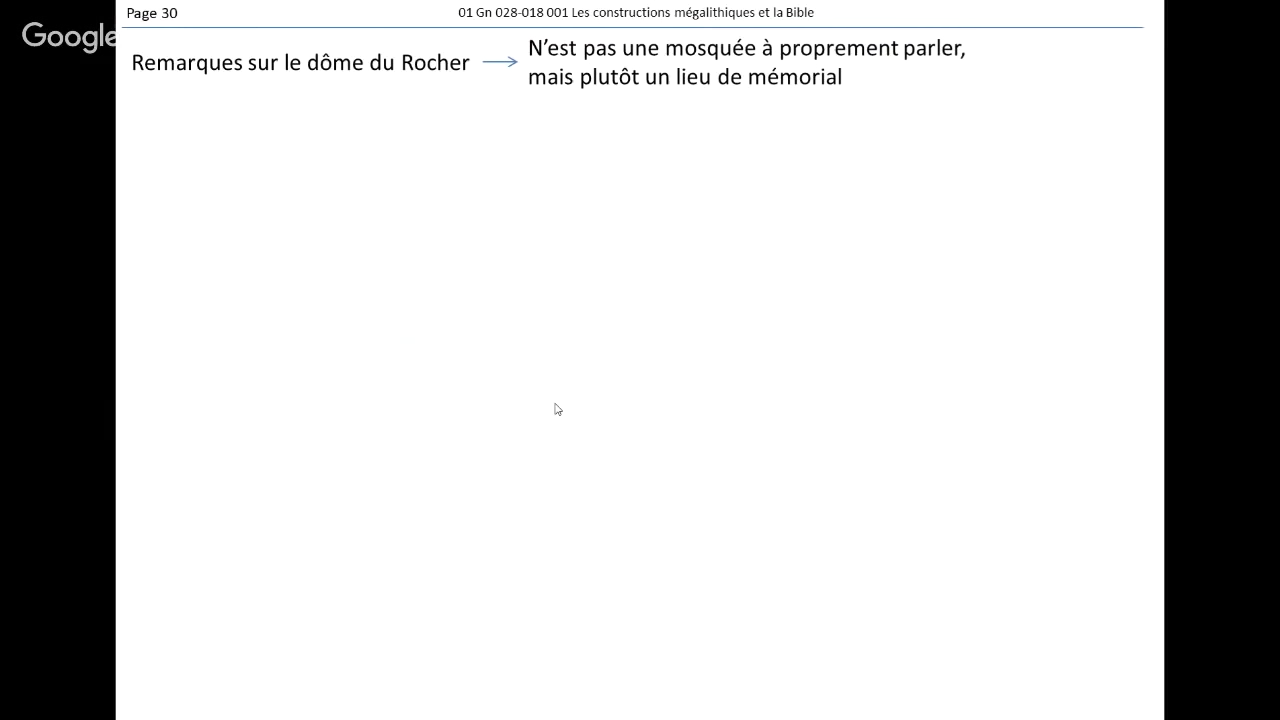 Page 30
01 Gn 028-018 001 Les constructions mégalithiques et la Bible
Google
Remarques sur le dôme du Rocher
N’est pas une mosquée à proprement parler,
mais plutôt un lieu de mémorial